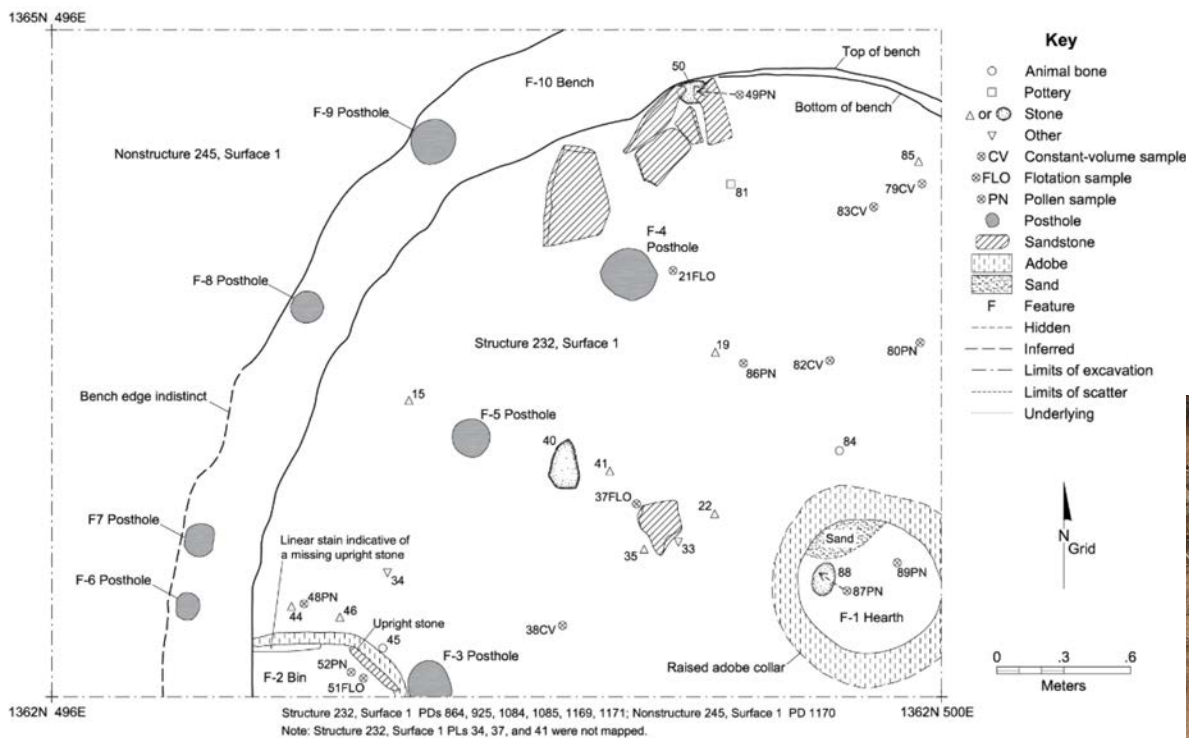 1365N 496E
Key
Animal bone
Pottery
△ or Stone
Other
CV Constant-volume sample
FLO Flotation sample
PN Pollen sample
Posthole
Sandstone
Adobe
Sand
F Feature
Hidden
Inferred
Limits of excavation
Limits of scatter
Underlying
Top of bench
50
F-10 Bench
49PN
Bottom of bench
F-9 Posthole
Nonstructure 245, Surface 1
85
81
79CV
83CV
F-4
Posthole
21FLO
F-8 Posthole
Structure 232, Surface 1
19
86PN
82CV
80PN
Bench edge indistinct
15
F-5 Posthole
40
41
84
37FLO
22
F7 Posthole
Linear stain indicative of
a missing upright stone
35
33
Sand
N
Grid
F-6 Posthole
34
88
89PN
87PN
48PN
44
46
F-1 Hearth
Upright stone
45
38CV
F-3 Posthole
52PN
F-2 Bin
51FLO
Raised adobe collar
0 .3 .6
Meters
1362N 496E
1362N 500E
Structure 232, Surface 1 PDs 864, 925, 1084, 1085, 1169, 1171; Nonstructure 245, Surface 1 PD 1170
Note: Structure 232, Surface 1 PLs 34, 37, and 41 were not mapped.